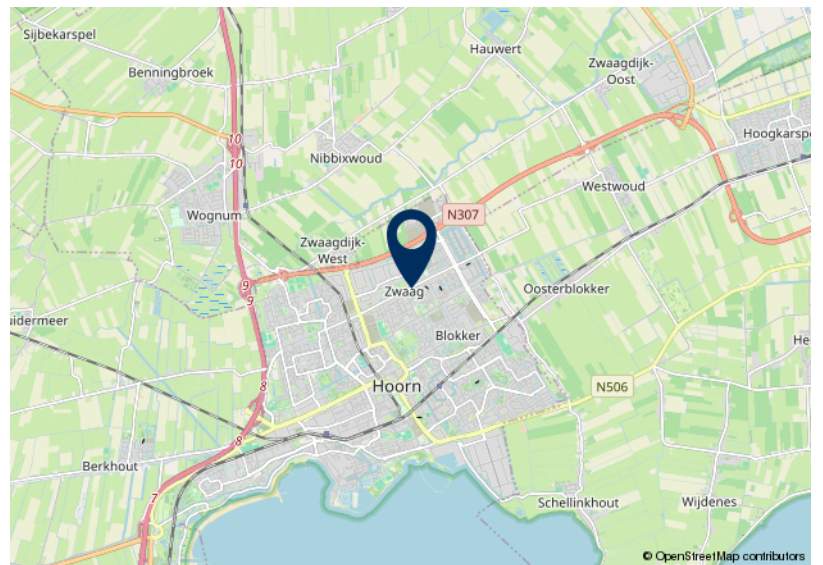 Sijbekarspel
Hauwert
Benningbroek
Zwaagdijk-
Oost
10
10
Hoogkarspe
Nibbixwoud
Westwoud
Wognum
N307
Zwaagdijk-
West
9
9
Zwaag
Oosterblokker
uidermeer
Blokker
He
8
Hoorn
N506
8
Berkhout
7
Schellinkhout
Wijdenes
© OpenStreetMap contributors